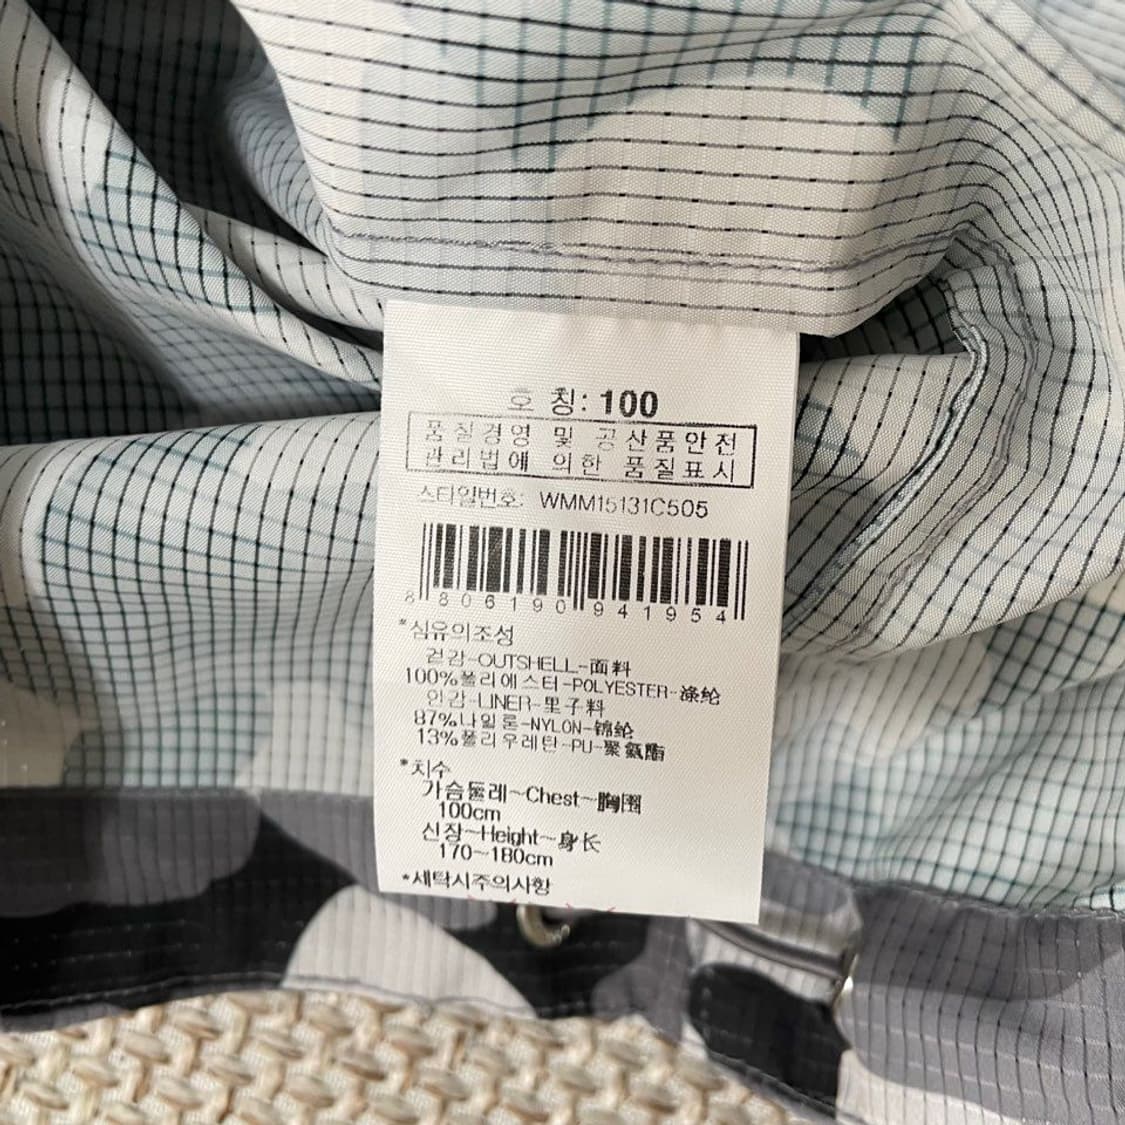 호 칭: 100
품질경영 및 공산품안전
관리법에 의한 품질표시
스타일번호: WMM15131C505
8 806190 941954
*섬유의조성
겉감-OUTSHELL-面料
100%폴리에스터-POLYESTER-涤纶
안감-LINER-里子料
87%나일론-NYLON-锦纶
13%폴리우레탄-PU-聚氨酯
*치수
가슴둘레~Chest~胸围
100cm
신장~Height~身长
170~180cm
*세탁시주의사항